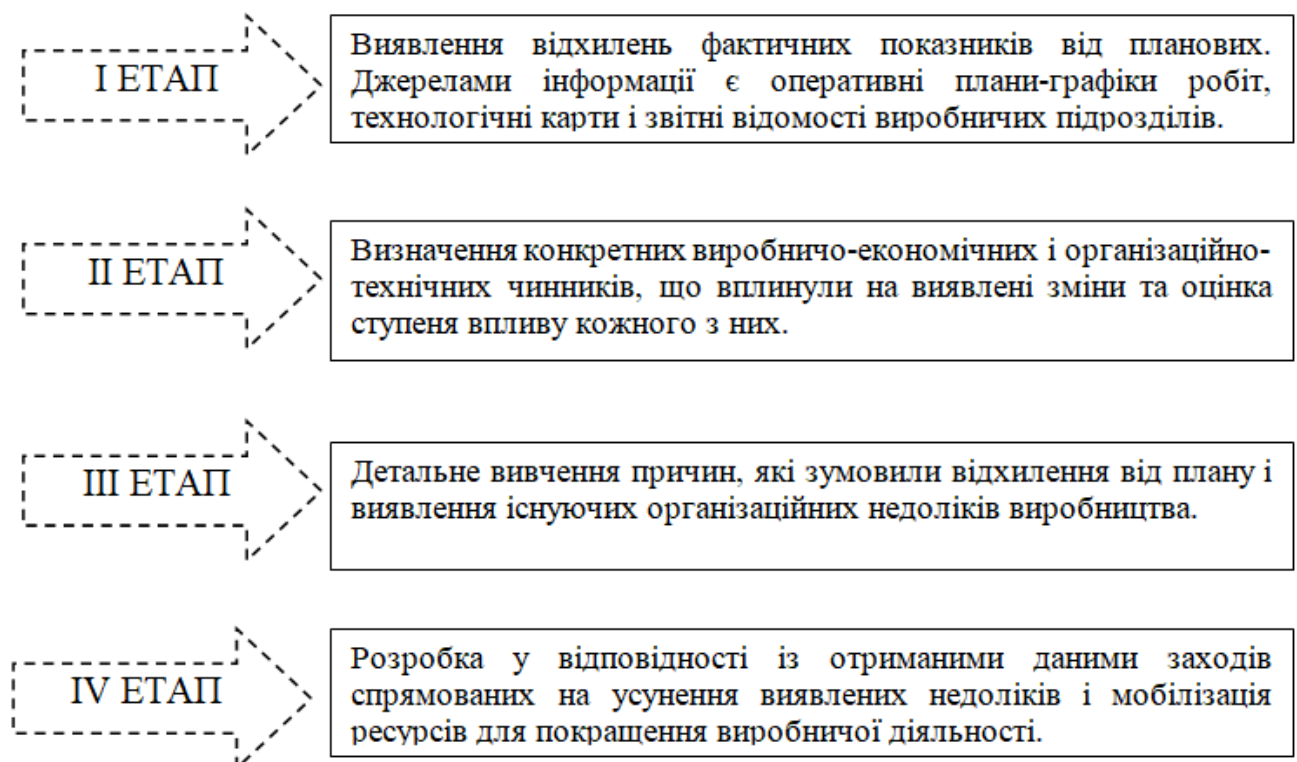 І ЕТАП
Виявлення відхилень фактичних показників від планових.
Джерелами інформації є оперативні плани-графіки робіт,
технологічні карти і звітні відомості виробничих підрозділів.
ІІ ЕТАП
Визначення конкретних виробничо-економічних і організаційно-
технічних чинників, що вплинули на виявлені зміни та оцінка
ступеня впливу кожного з них.
ІІІ ЕТАП
Детальне вивчення причин, які зумовили відхилення від плану і
виявлення існуючих організаційних недоліків виробництва.
IV ЕТАП
Розробка у відповідності із отриманими даними заходів
спрямованих на усунення виявлених недоліків і мобілізація
ресурсів для покращення виробничої діяльності.